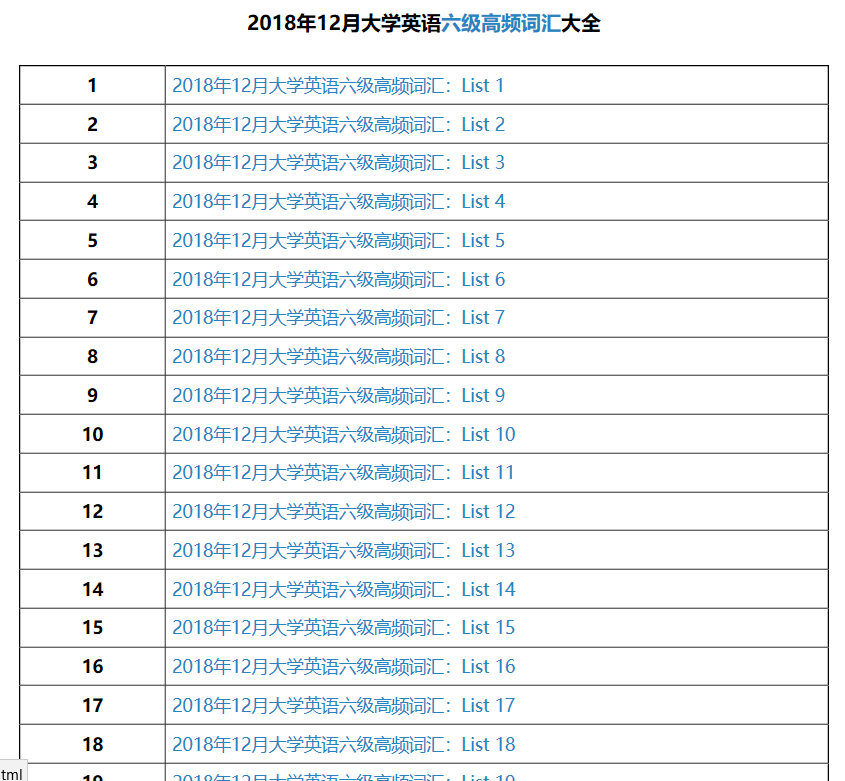 2018年12月大学英语六级高频词汇大全
1 2018年12月大学英语六级高频词汇：List 1
2 2018年12月大学英语六级高频词汇：List 2
3 2018年12月大学英语六级高频词汇：List 3
4 2018年12月大学英语六级高频词汇：List 4
5 2018年12月大学英语六级高频词汇：List 5
6 2018年12月大学英语六级高频词汇：List 6
7 2018年12月大学英语六级高频词汇：List 7
8 2018年12月大学英语六级高频词汇：List 8
9 2018年12月大学英语六级高频词汇：List 9
10 2018年12月大学英语六级高频词汇：List 10
11 2018年12月大学英语六级高频词汇：List 11
12 2018年12月大学英语六级高频词汇：List 12
13 2018年12月大学英语六级高频词汇：List 13
14 2018年12月大学英语六级高频词汇：List 14
15 2018年12月大学英语六级高频词汇：List 15
16 2018年12月大学英语六级高频词汇：List 16
17 2018年12月大学英语六级高频词汇：List 17
18 2018年12月大学英语六级高频词汇：List 18
19 2018年12月大学英语六级高频词汇：List 19
tml